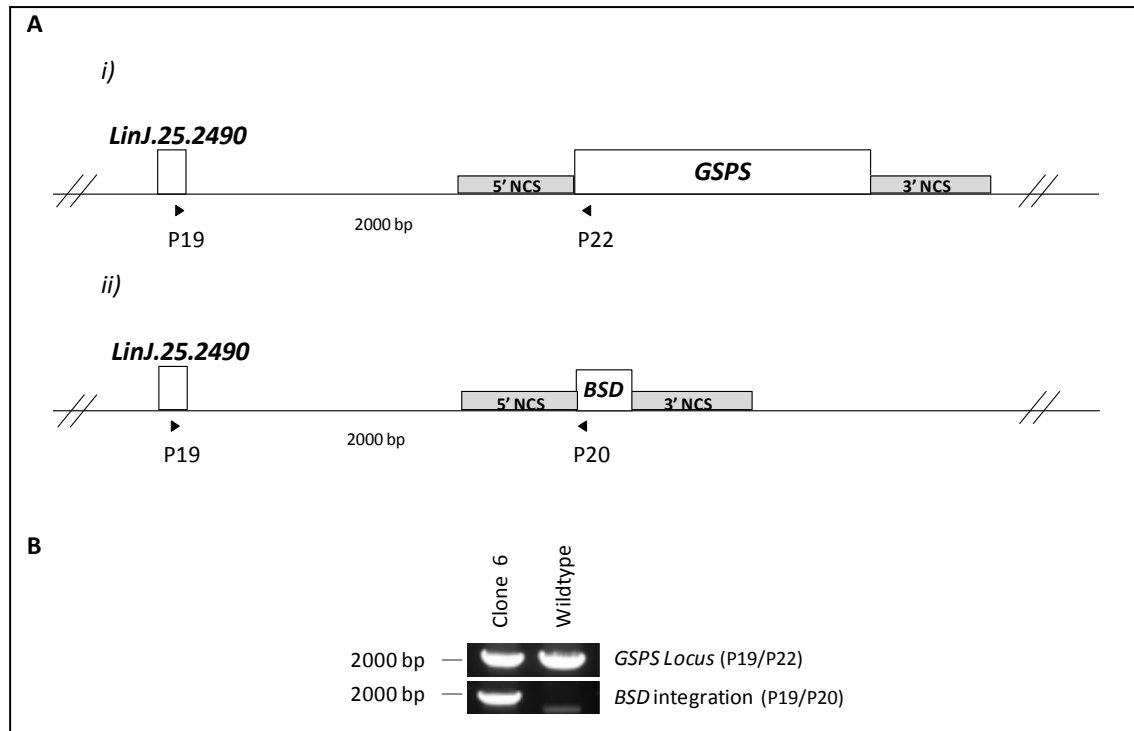 A
i)
LinJ.25.2490
5' NCS
GSPS
3' NCS
P19
2000 bp
P22
ii)
LinJ.25.2490
5' NCS
BSD
3' NCS
P19
2000 bp
P20
B
Clone 6
Wildtype
2000 bp
GSPS Locus (P19/P22)
2000 bp
BSD integration (P19/P20)